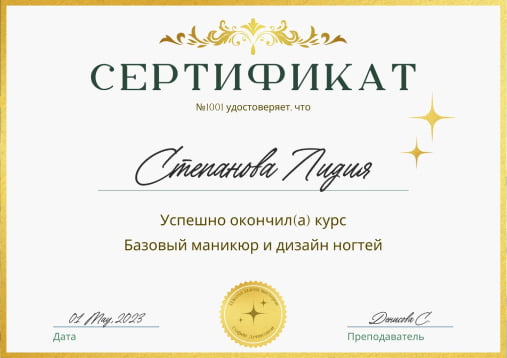 СЕРТИФИКАТ
№1001 удостоверяет, что
Степанова Лидия
Успешно окончил(а) курс
Базовый маникюр и дизайн ногтей
01 May, 2023
Денисова С.
Дата
Преподаватель